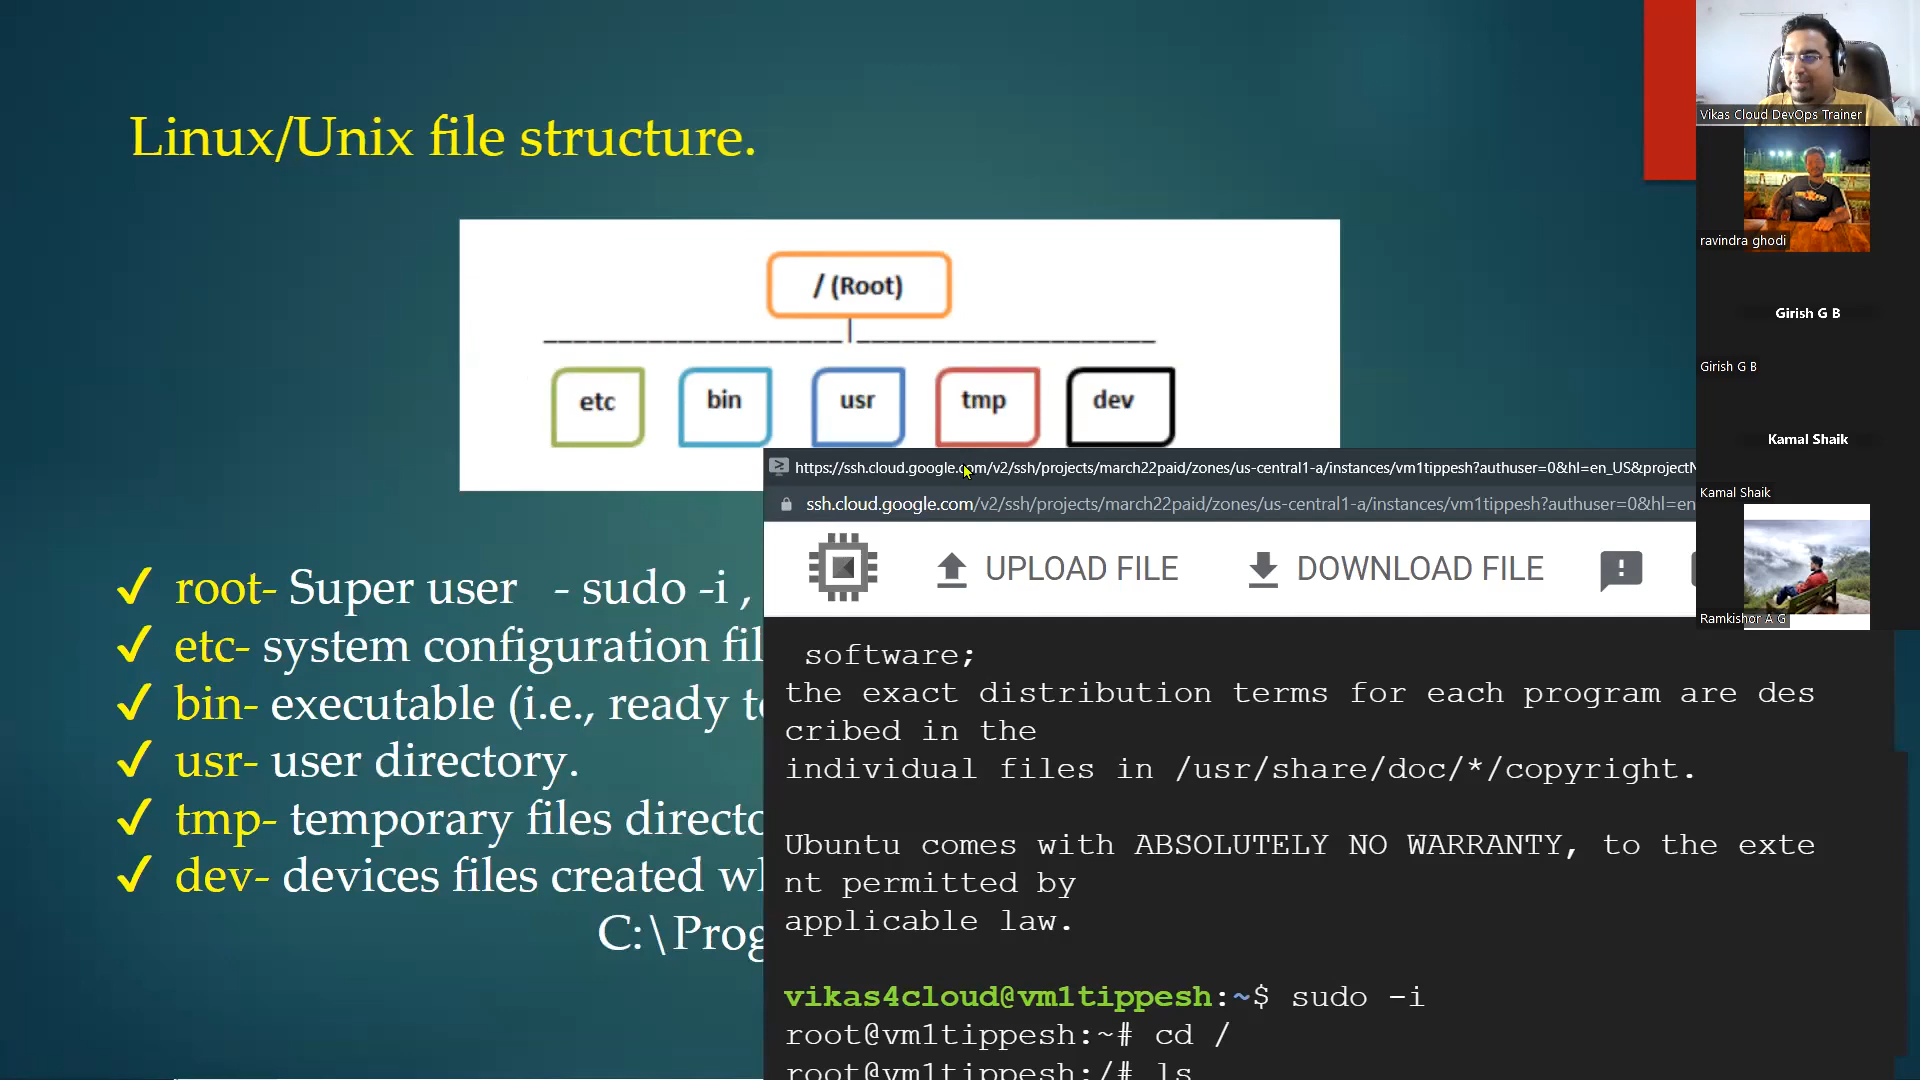 Linux/Unix file structure.
/ (Root)
etc
bin
usr
tmp
dev
root- Super user - sudo -i ,
etc- system configuration fil
bin- executable (i.e., ready to
usr- user directory.
tmp- temporary files directo
dev- devices files created wh
C:\Prog
https://ssh.cloud.google.com/v2/ssh/projects/march22paid/zones/us-central1-a/instances/vm1tippesh?authuser=0&hl=en_US&projectN
ssh.cloud.google.com/v2/ssh/projects/march22paid/zones/us-central1-a/instances/vm1tippesh?authuser=0&hl=en
UPLOAD FILE
DOWNLOAD FILE
software;
the exact distribution terms for each program are des
cribed in the
individual files in /usr/share/doc/*/copyright.
Ubuntu comes with ABSOLUTELY NO WARRANTY, to the exte
nt permitted by
applicable law.
vikas4cloud@vm1tippesh:~$ sudo -i
root@vm1tippesh:~# cd /
root@vm1tippesh:/# ls
Vikas Cloud DevOps Trainer
ravindra ghodi
Girish G B
Girish G B
Kamal Shaik
Kamal Shaik
Ramkishor A G